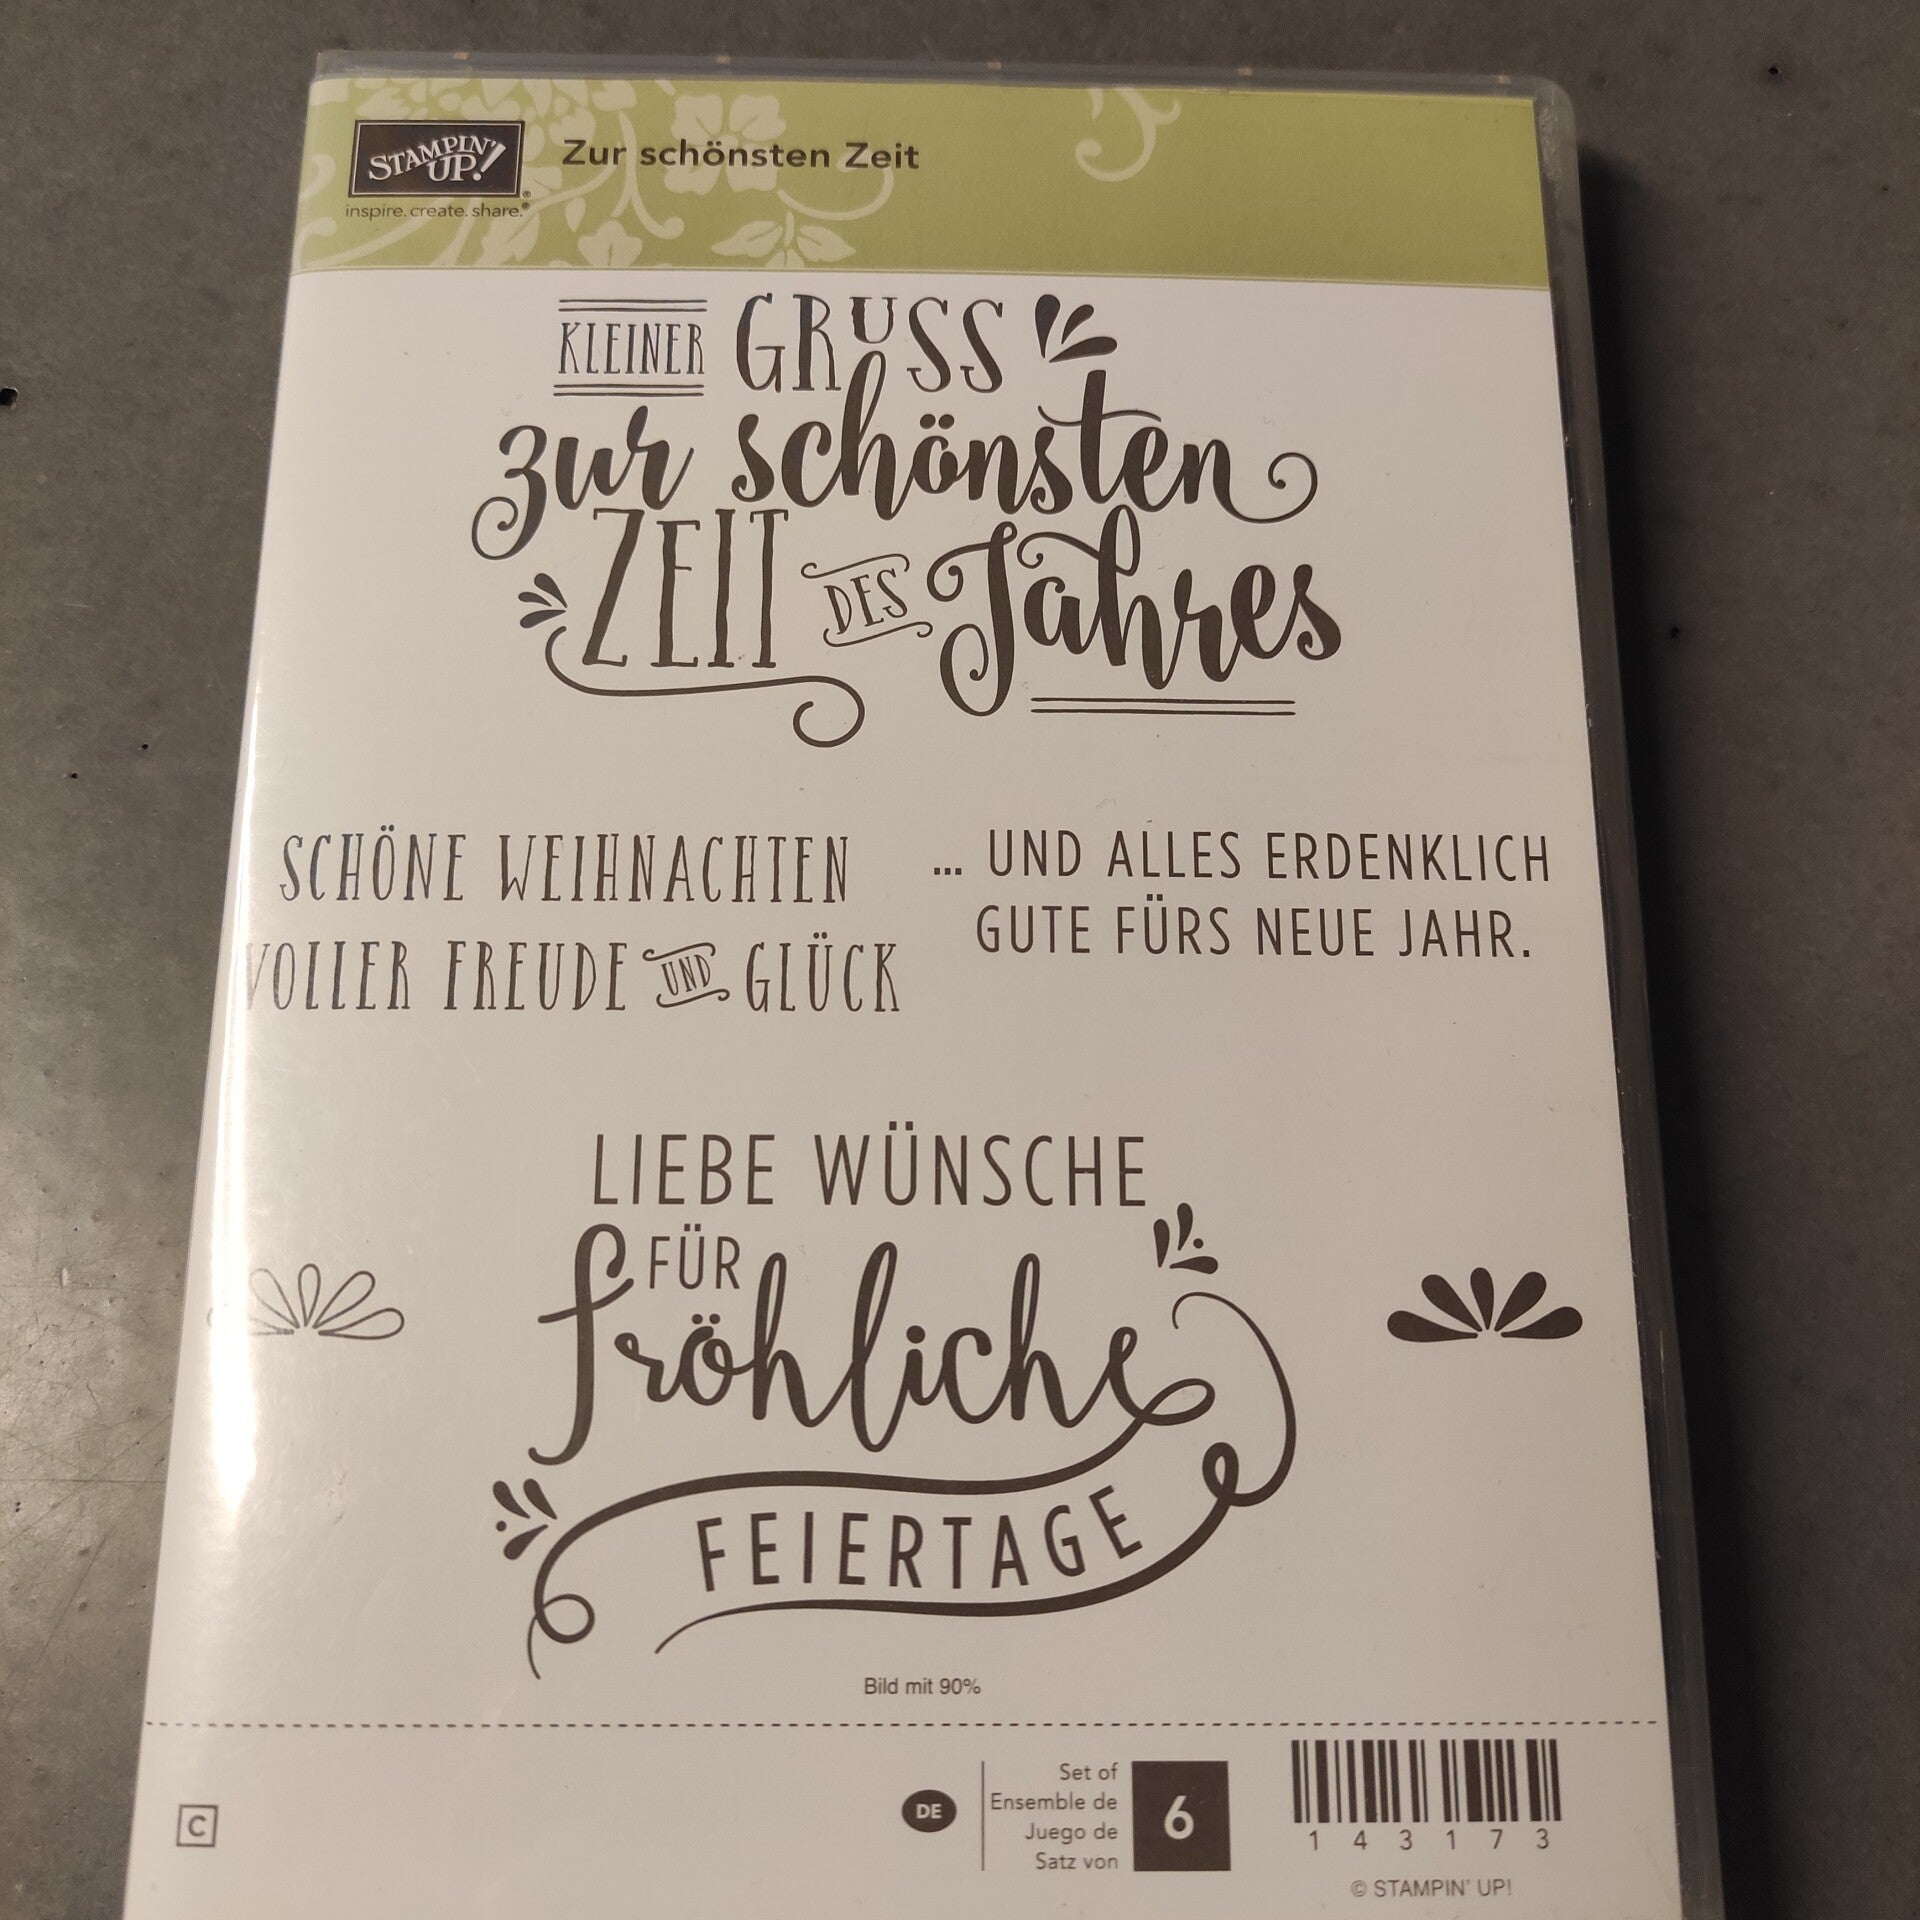 STAMPIN' UP!®
inspire. create. share.®
Zur schönsten Zeit
KLEINER GRUSS
zur schönsten
ZEIT DES Jahres
SCHÖNE WEIHNACHTEN
VOLLER FREUDE UND GLÜCK
... UND ALLES ERDENKLICH
GUTE FÜRS NEUE JAHR.
LIEBE WÜNSCHE
FÜR
fröhliche
FEIERTAGE
Bild mit 90%
C
DE
Set of
Ensemble de
Juego de
Satz von
6
143173
© STAMPIN' UP!